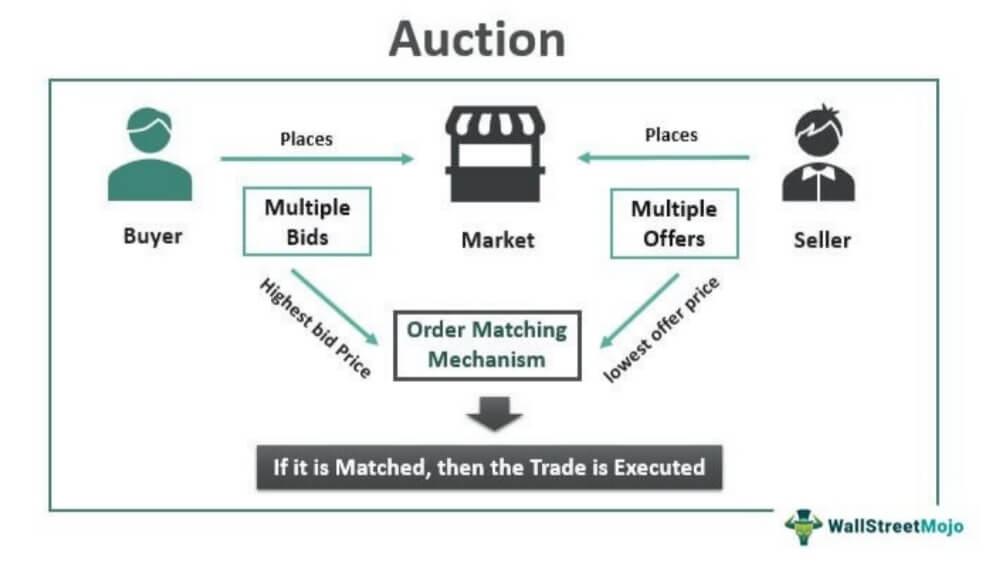 Auction
Places
Places
Multiple
Bids
Multiple
Offers
Buyer
Market
Seller
Highest bid Price
lowest offer price
Order Matching
Mechanism
If it is Matched, then the Trade is Executed
WallStreetMojo